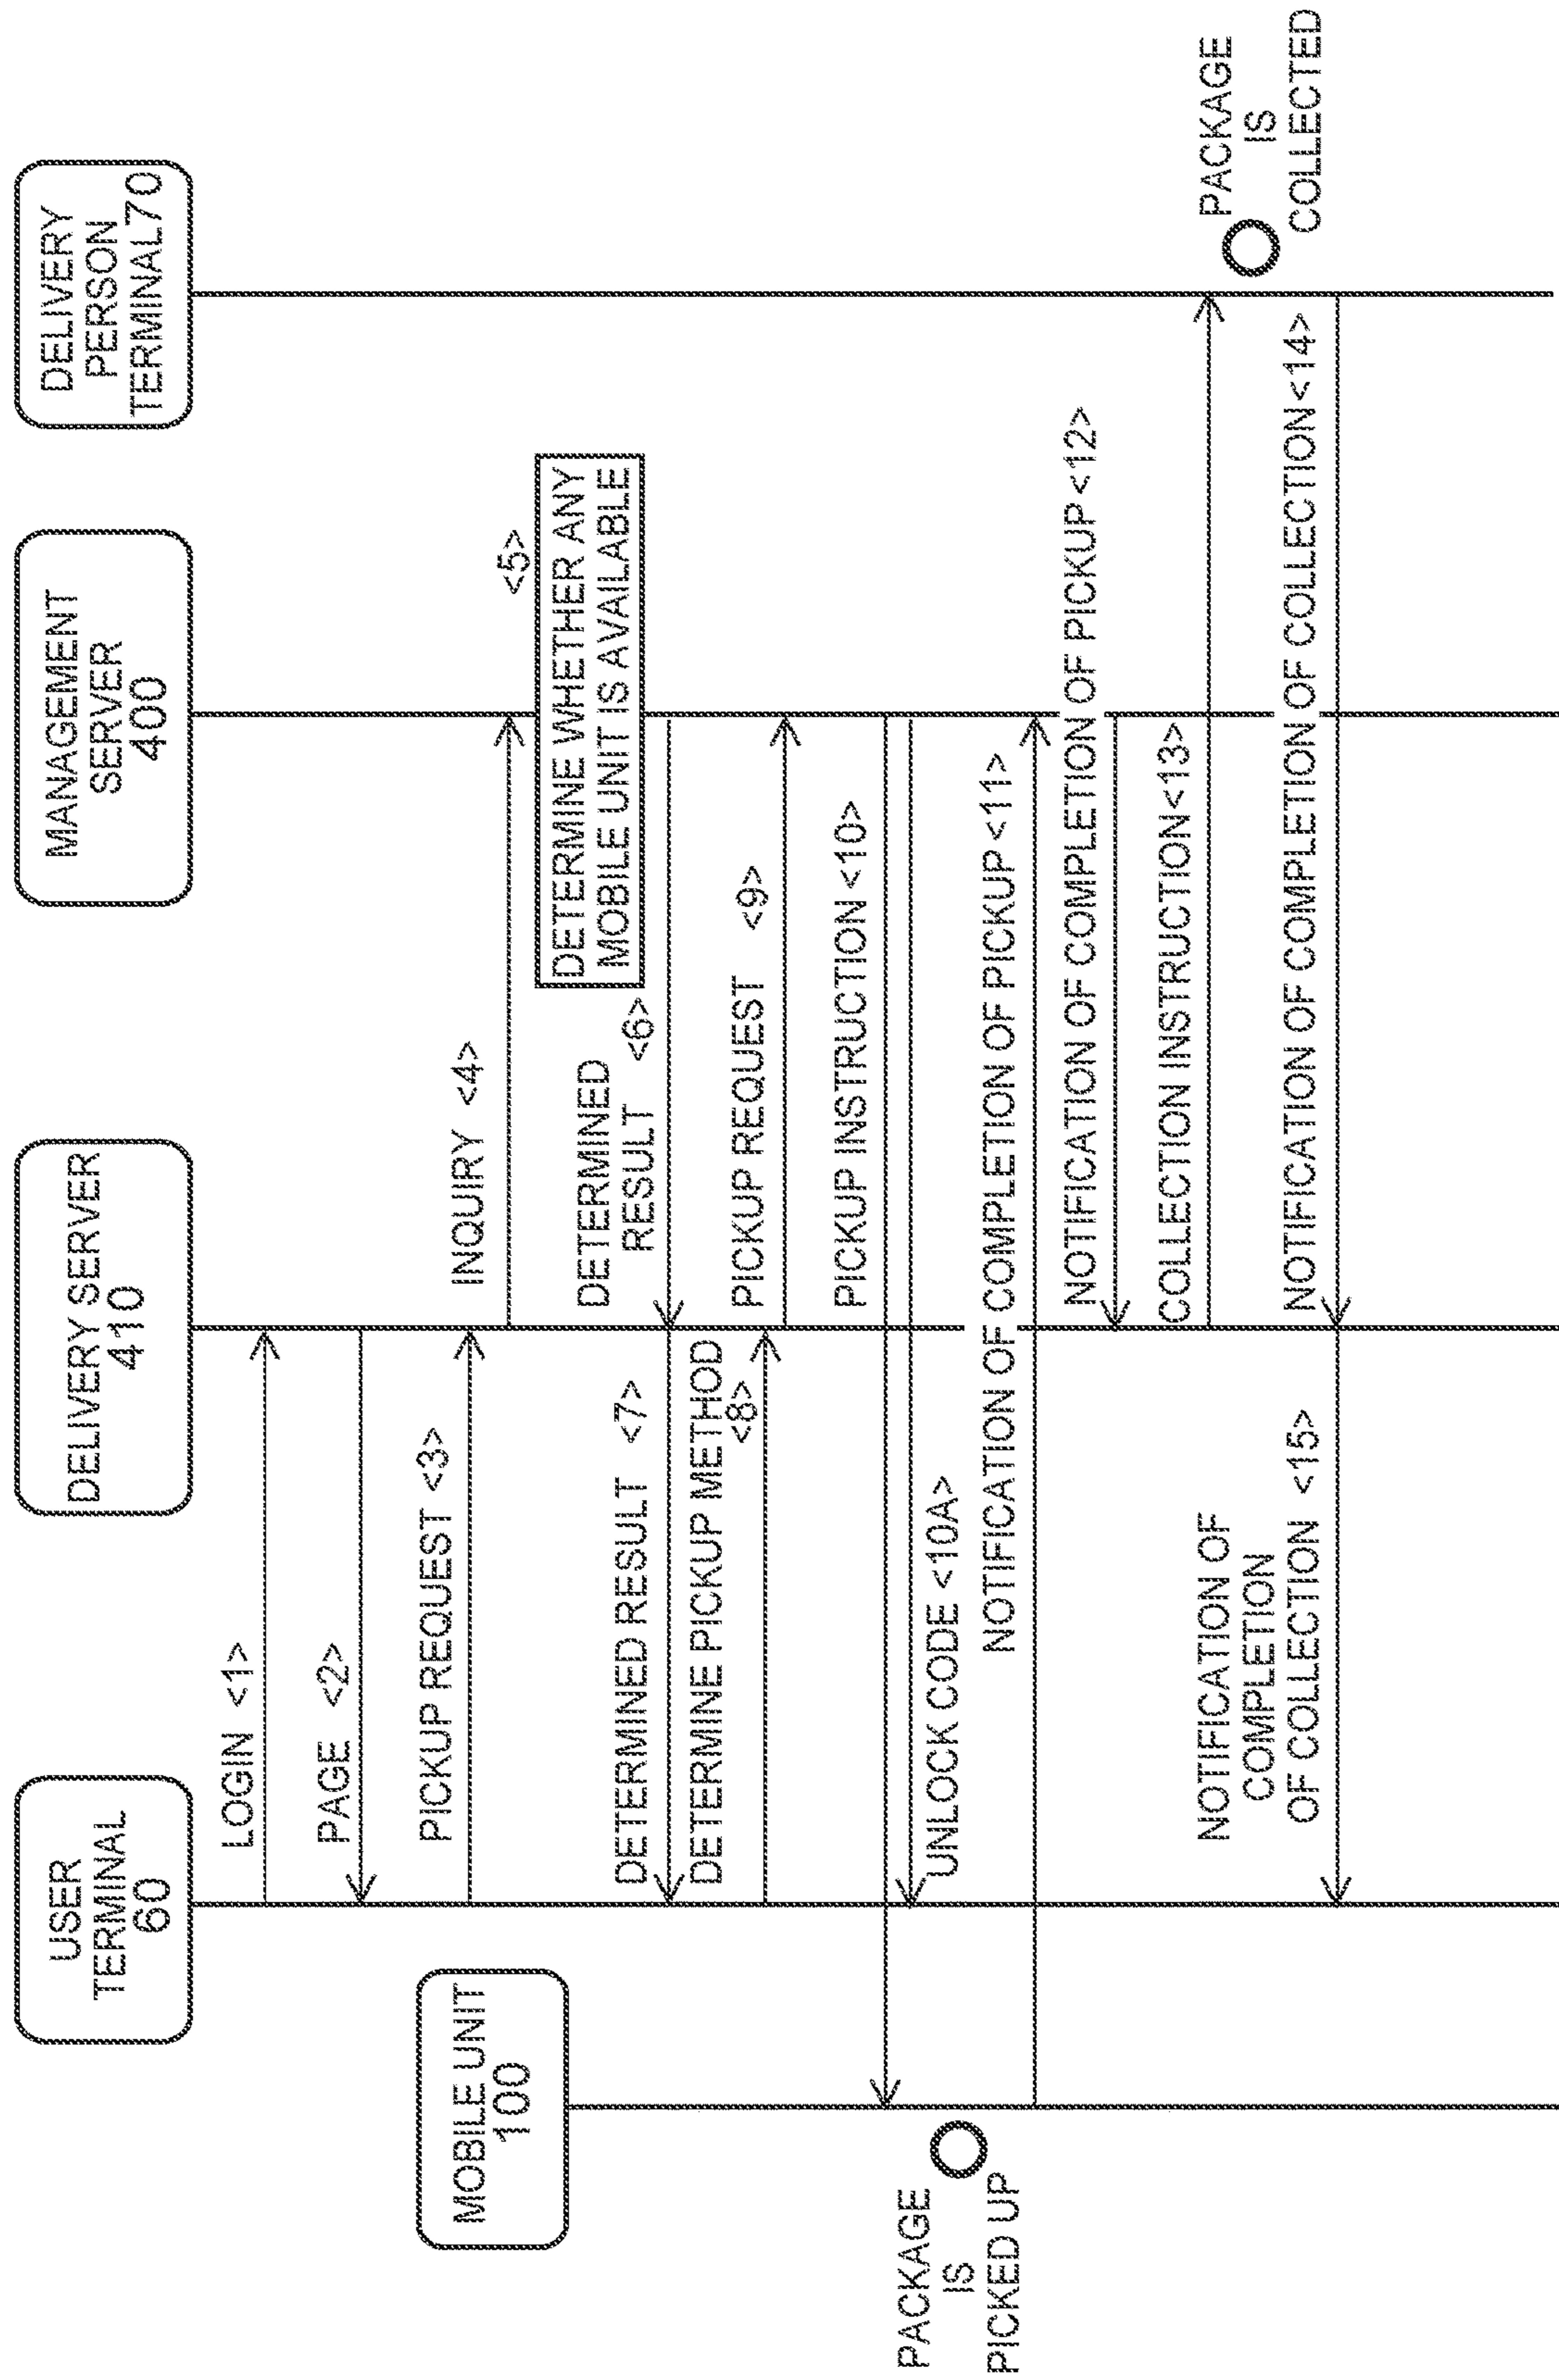 USER
TERMINAL
60
DELIVERY SERVER
410
MANAGEMENT
SERVER
400
DELIVERY
PERSON
TERMINAL70
MOBILE UNIT
100
LOGIN <1>
PAGE <2>
PICKUP REQUEST <3>
INQUIRY <4>
<5>
DETERMINE WHETHER ANY
MOBILE UNIT IS AVAILABLE
DETERMINED
RESULT <6>
DETERMINED RESULT <7>
DETERMINE PICKUP METHOD
<8>
PICKUP REQUEST <9>
PICKUP INSTRUCTION <10>
UNLOCK CODE <10A>
PACKAGE
IS
PICKED UP
NOTIFICATION OF COMPLETION OF PICKUP <11>
NOTIFICATION OF COMPLETION OF PICKUP <12>
COLLECTION INSTRUCTION<13>
PACKAGE
IS
COLLECTED
NOTIFICATION OF COMPLETION OF COLLECTION<14>
NOTIFICATION OF
COMPLETION
OF COLLECTION <15>